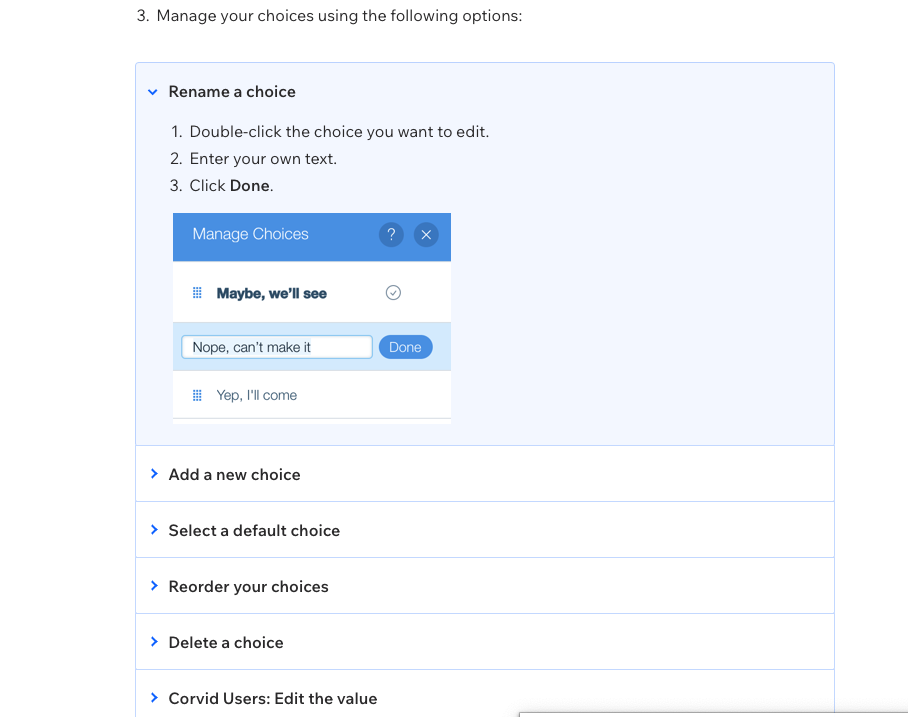 3. Manage your choices using the following options:
Rename a choice
1. Double-click the choice you want to edit.
2. Enter your own text.
3. Click Done.
Manage Choices ? ×
Maybe, we'll see
Nope, can't make it Done
Yep, I'll come
Add a new choice
Select a default choice
Reorder your choices
Delete a choice
Corvid Users: Edit the value